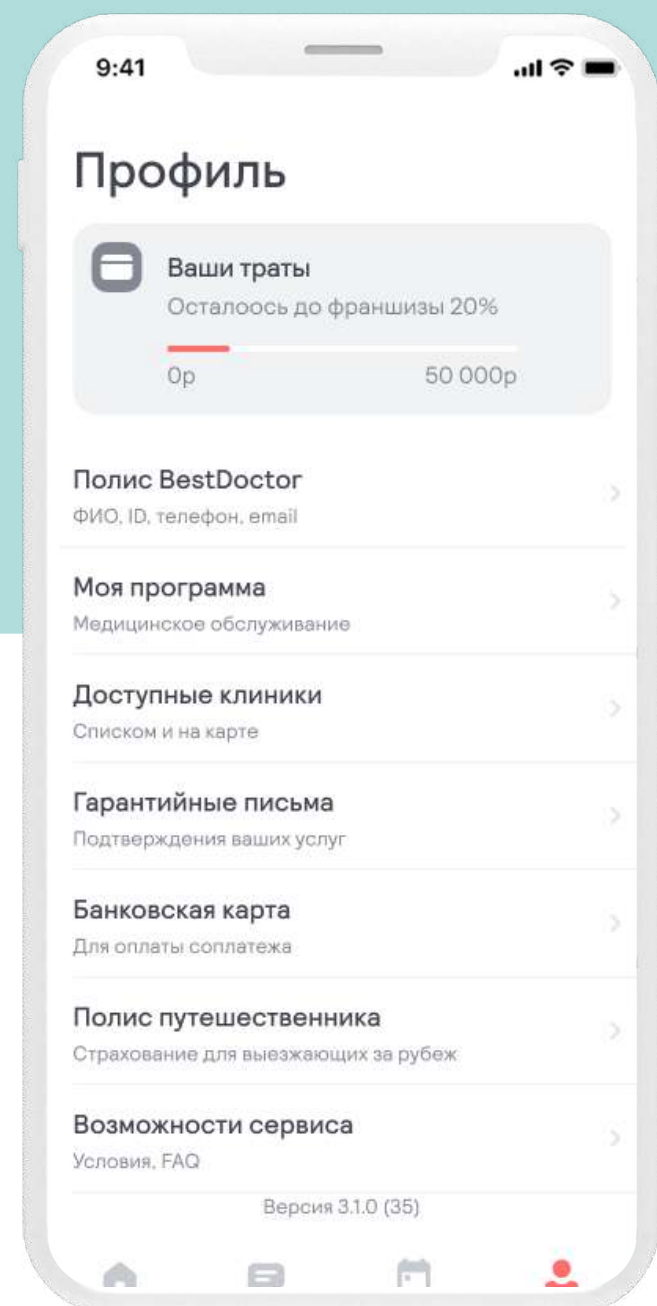 9:41
Профиль
Ваши траты
Осталоось до франшизы 20%
0р 50 000р
Полис BestDoctor
ФИО, ID, телефон, email
Моя программа
Медицинское обслуживание
Доступные клиники
Списком и на карте
Гарантийные письма
Подтверждения ваших услуг
Банковская карта
Для оплаты соплатежа
Полис путешественника
Страхование для выезжающих за рубеж
Возможности сервиса
Условия, FAQ
Версия 3.1.0 (35)